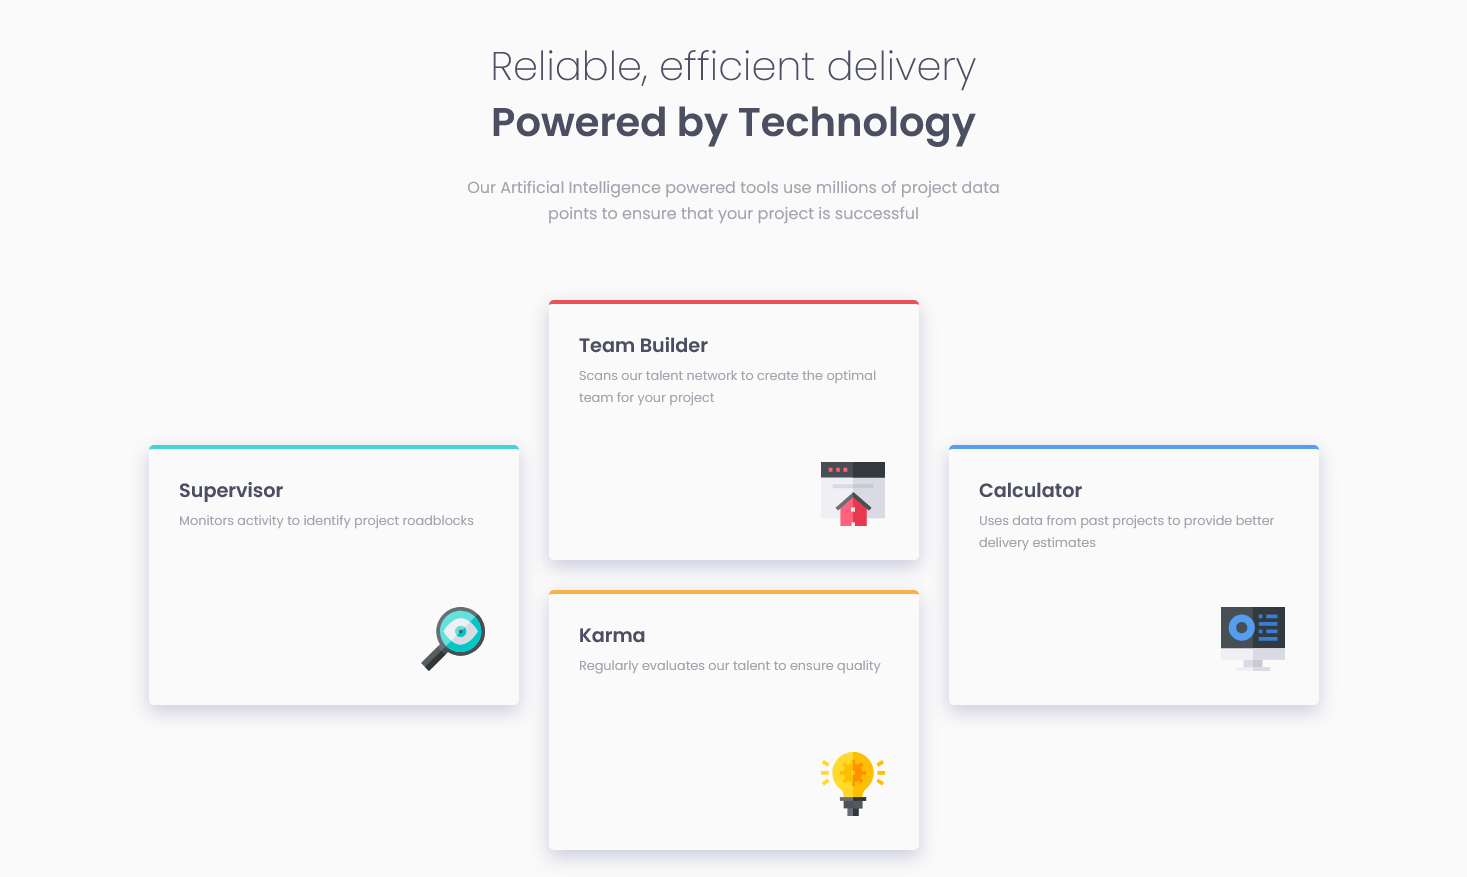 Reliable, efficient delivery
Powered by Technology
Our Artificial Intelligence powered tools use millions of project data
points to ensure that your project is successful
Supervisor
Monitors activity to identify project roadblocks
Team Builder
Scans our talent network to create the optimal
team for your project
Karma
Regularly evaluates our talent to ensure quality
Calculator
Uses data from past projects to provide better
delivery estimates